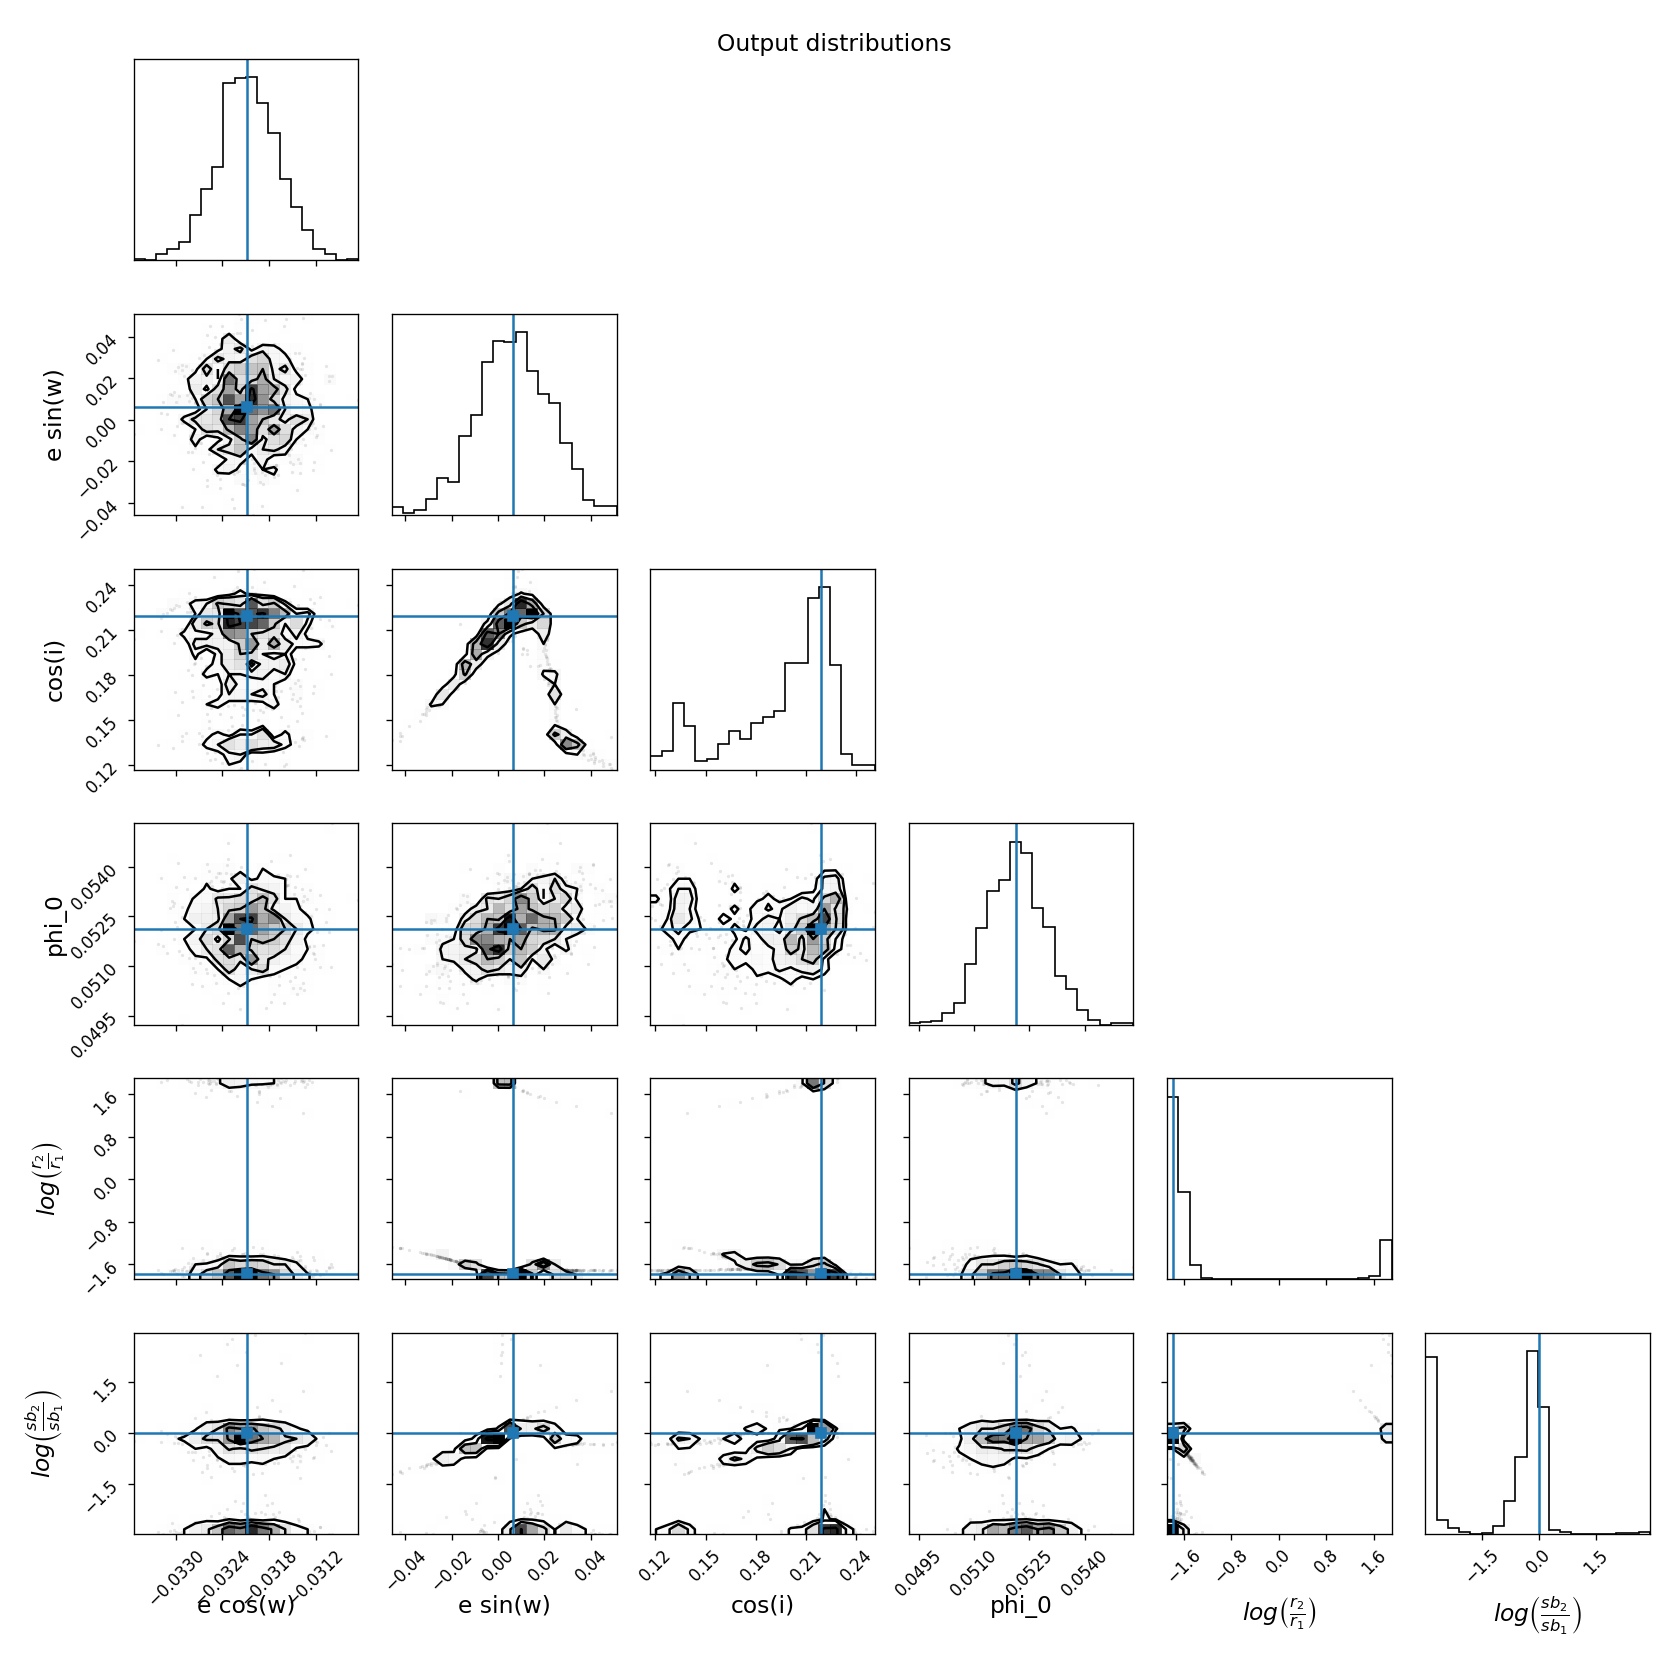 Output distributions
e sin(w)
0.04
0.02
0.00
−0.02
−0.04
cos(i)
0.24
0.21
0.18
0.15
0.12
phi_0
0.0540
0.0525
0.0510
0.0495
log(r2/r1)
1.6
0.8
0.0
−0.8
−1.6
log(sb2/sb1)
1.5
0.0
−1.5
−0.0330 −0.0324 −0.0318 −0.0312
e cos(w)
−0.04 −0.02 0.00 0.02 0.04
e sin(w)
0.12 0.15 0.18 0.21 0.24
cos(i)
0.0495 0.0510 0.0525 0.0540
phi_0
−1.6 −0.8 0.0 0.8 1.6
log(r2/r1)
−1.5 0.0 1.5
log(sb2/sb1)